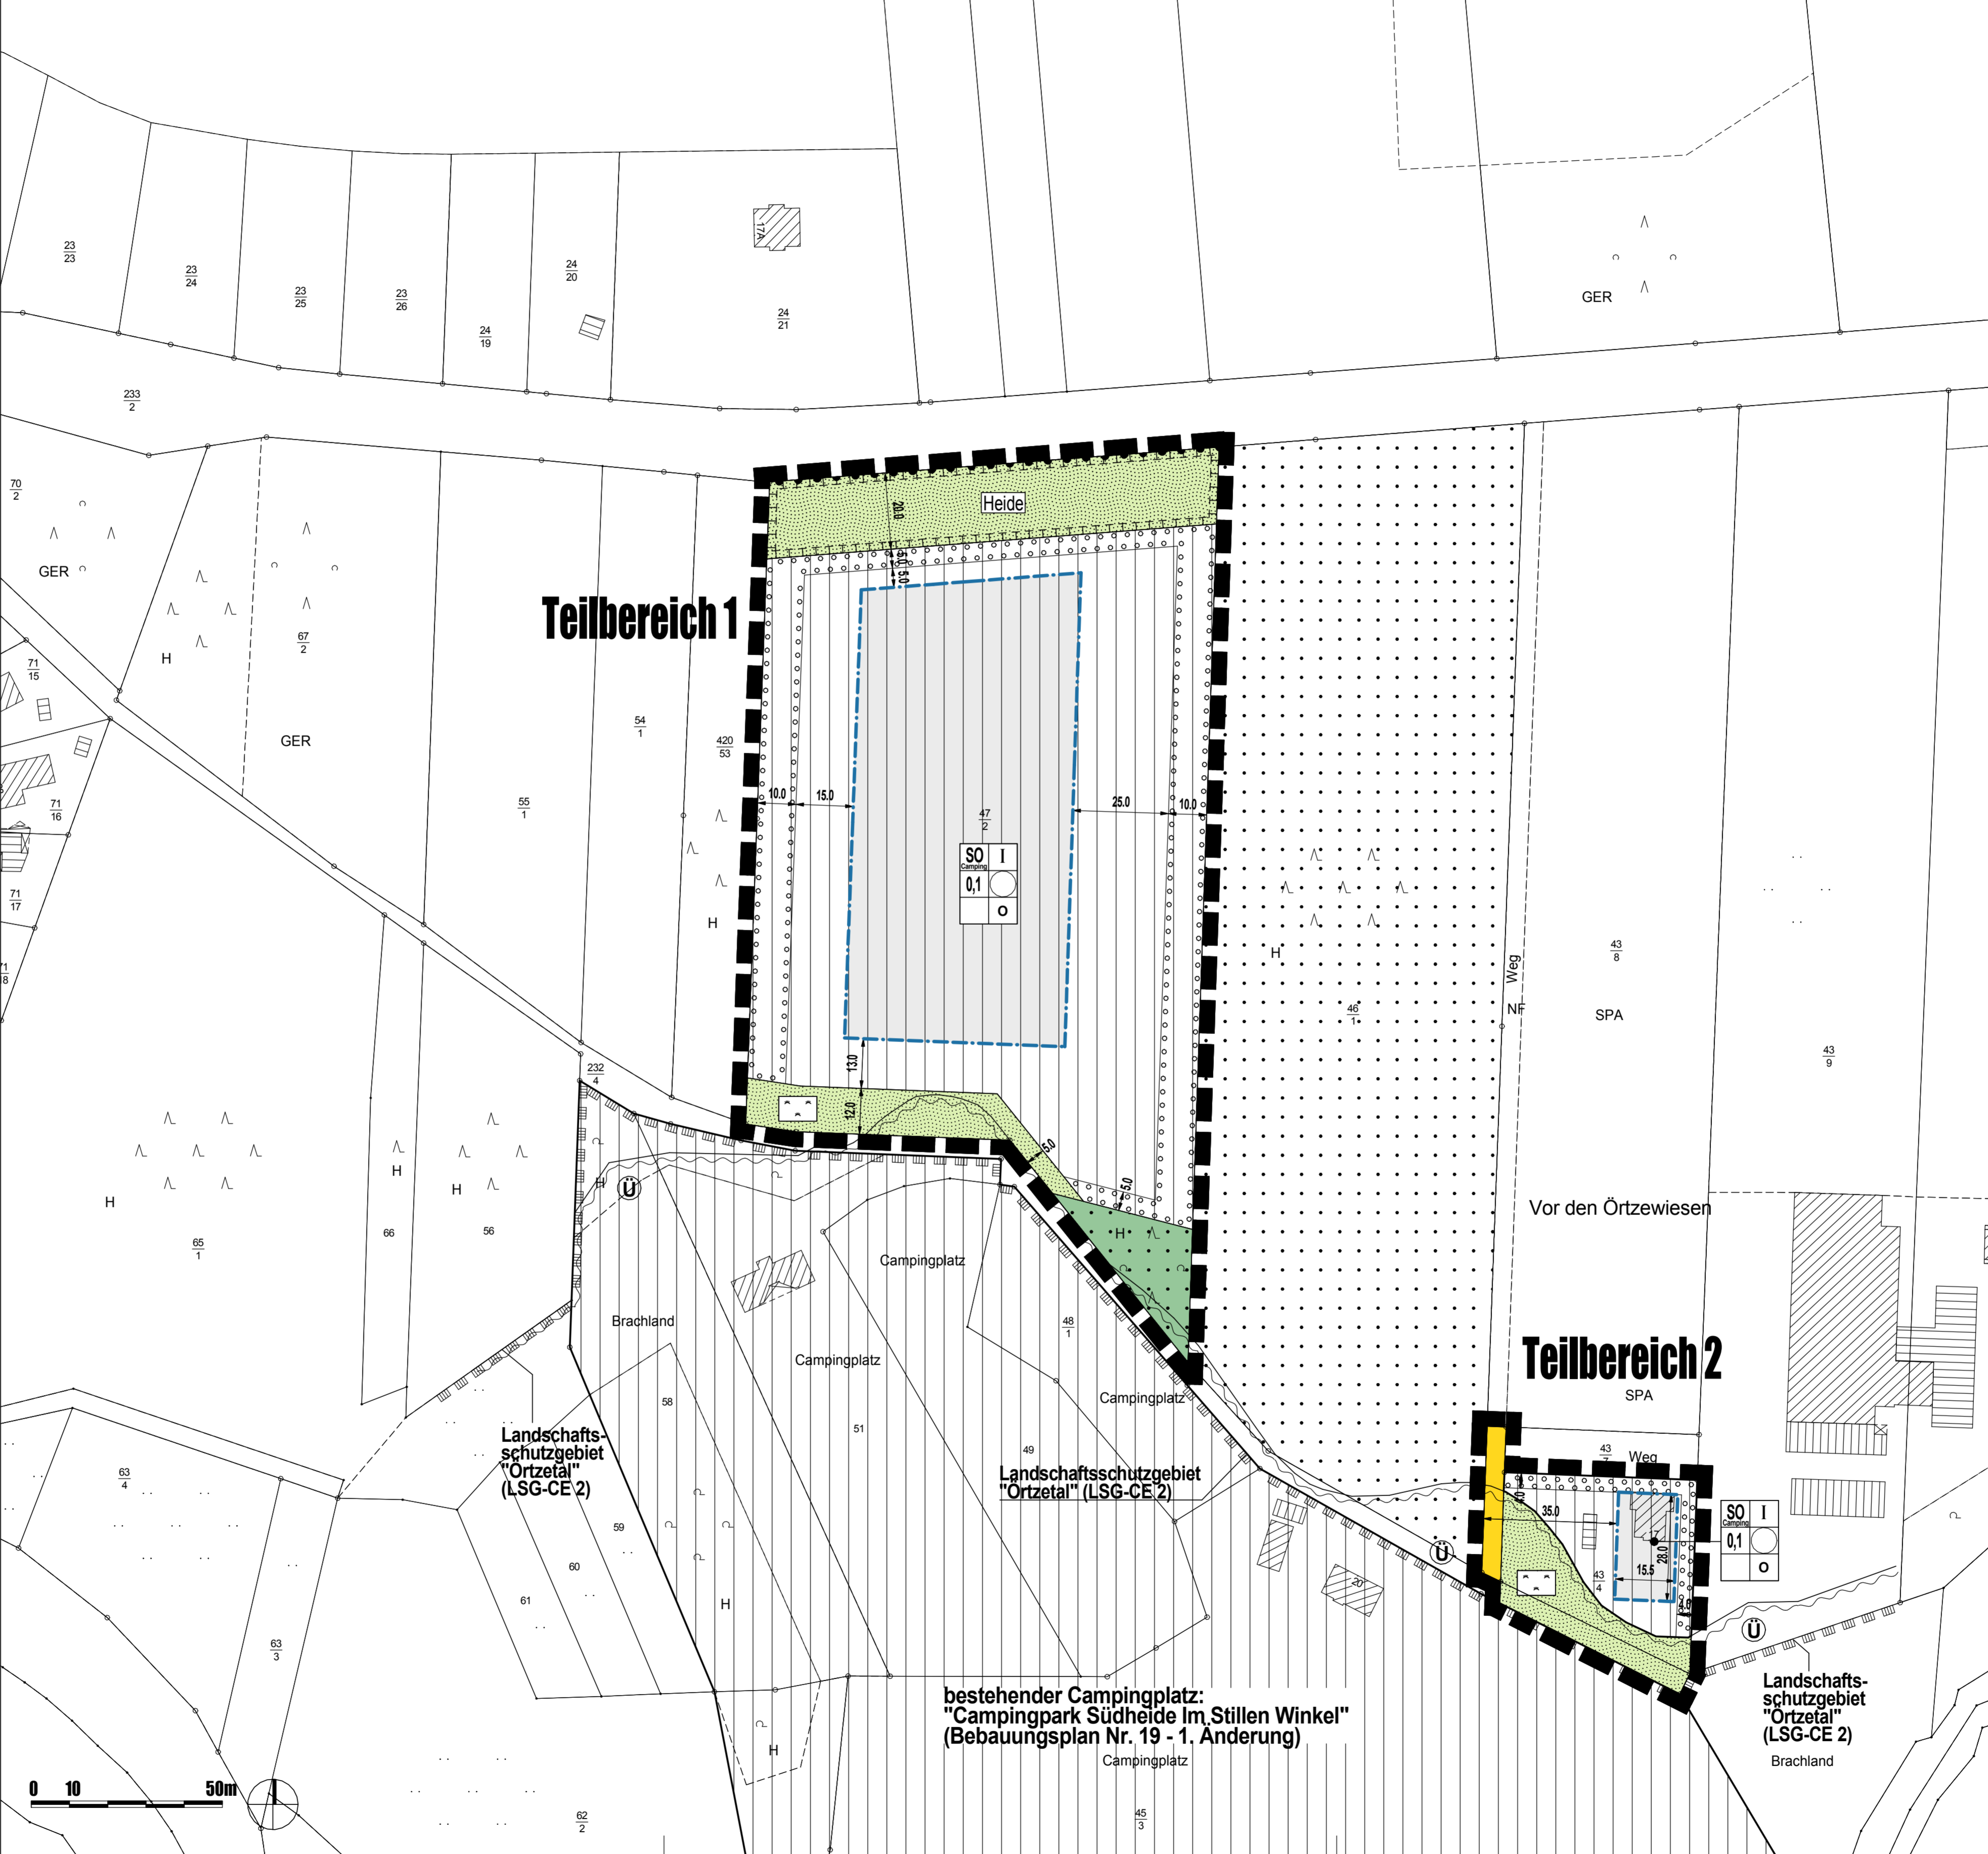 23
23
23
24
23
25
23
26
24
20
24
19
24
21
17A
GER
233
2
70
2
GER
H
67
2
GER
71
15
71
16
71
17
71
18
54
1
55
1
420
53
H
Teilbereich 1
Heide
20.0
5.0
5.0
10.0
15.0
25.0
10.0
47
2
SO
I
Camping
0,1
o
13.0
12.0
5.0
5.0
H
H
46
1
Weg
NF
43
8
SPA
43
9
232
4
H
Ü
H
65
1
H
66
H
56
Vor den Örtzewiesen
Campingplatz
Brachland
Campingplatz
48
1
Campingplatz
Teilbereich 2
SPA
58
51
49
Landschafts-
schutzgebiet
"Örtzetal"
(LSG-CE 2)
Landschaftsschutzgebiet
"Örtzetal" (LSG-CE 2)
43
7
Weg
4.0
35.0
17
28.0
15.5
43
4
4.0
SO
I
Camping
0,1
o
Ü
Ü
20
63
4
59
60
61
63
3
H
H
bestehender Campingplatz:
"Campingpark Südheide Im Stillen Winkel"
(Bebauungsplan Nr. 19 - 1. Änderung)
Campingplatz
45
3
Landschafts-
schutzgebiet
"Örtzetal"
(LSG-CE 2)
Brachland
62
2
0 10 50m